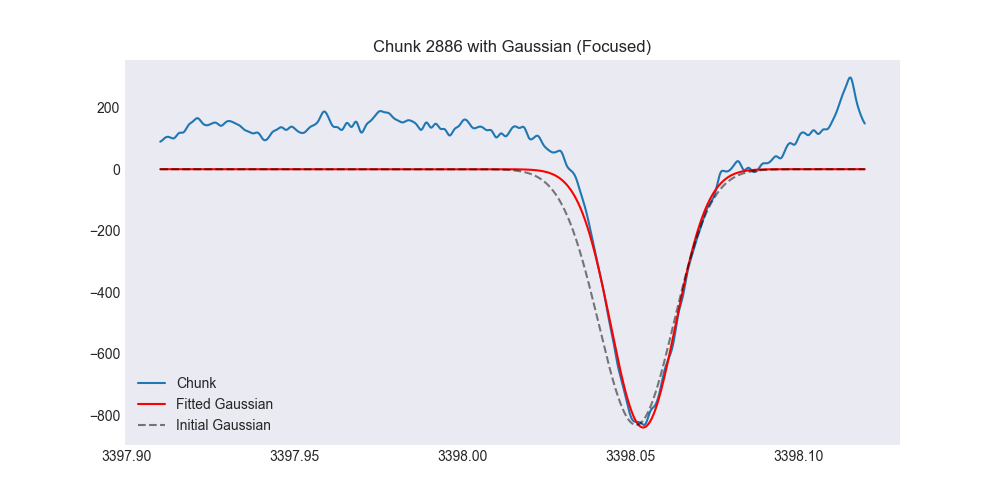 Chunk 2886 with Gaussian (Focused)
200
0
−200
−400
−600
−800
Chunk
Fitted Gaussian
Initial Gaussian
3397.90 3397.95 3398.00 3398.05 3398.10